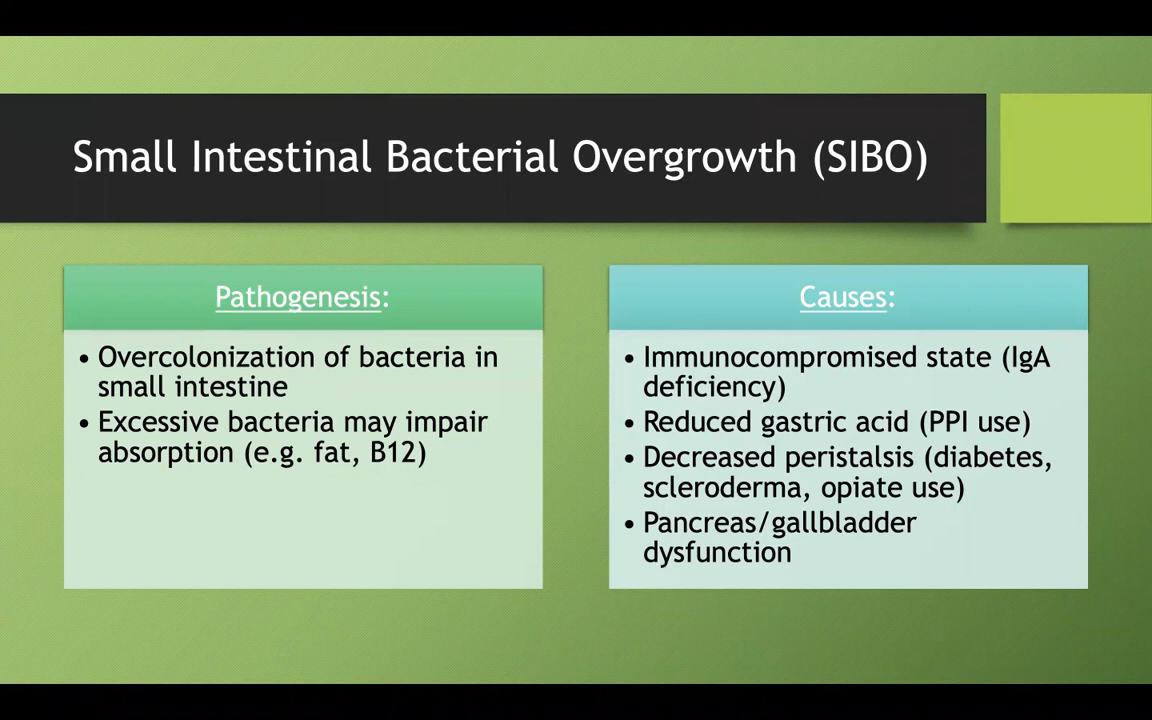 Small Intestinal Bacterial Overgrowth (SIBO)
Pathogenesis:
• Overcolonization of bacteria in
small intestine
• Excessive bacteria may impair
absorption (e.g. fat, B12)
Causes:
• Immunocompromised state (IgA
deficiency)
• Reduced gastric acid (PPI use)
• Decreased peristalsis (diabetes,
scleroderma, opiate use)
• Pancreas/gallbladder
dysfunction